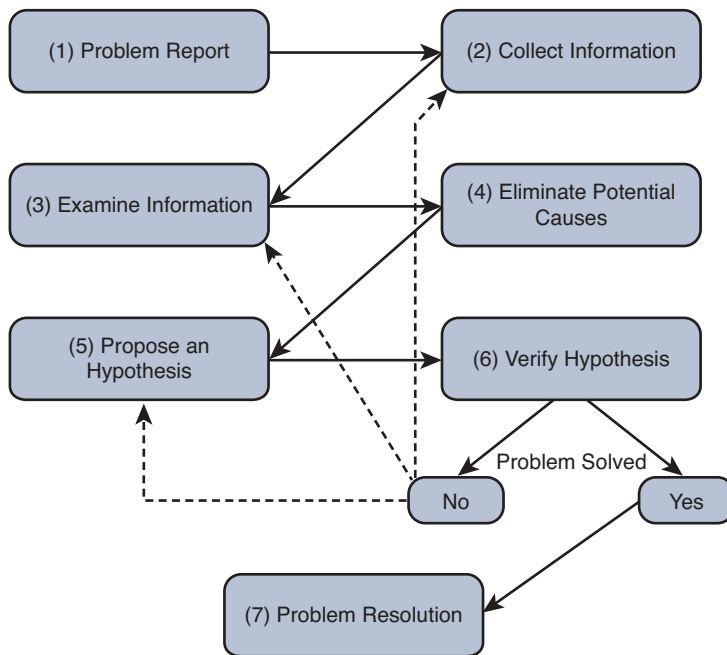 (1) Problem Report
(2) Collect Information
(3) Examine Information
(4) Eliminate Potential
Causes
(5) Propose an
Hypothesis
(6) Verify Hypothesis
Problem Solved
No
Yes
(7) Problem Resolution